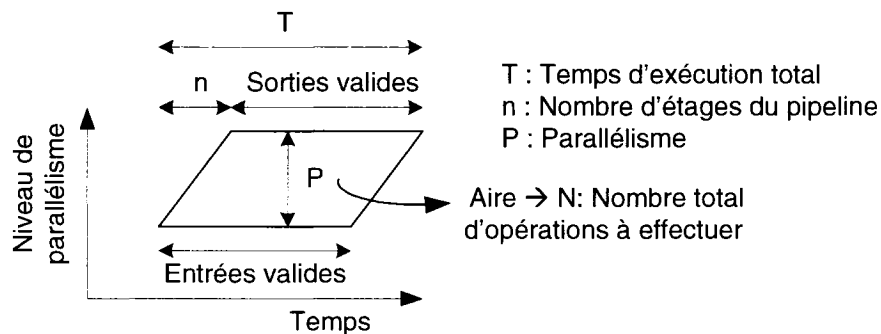 T
n
Sorties valides
T : Temps d'exécution total
n : Nombre d'étages du pipeline
P : Parallélisme
Niveau de
parallélisme
P
Aire → N: Nombre total
d'opérations à effectuer
Entrées valides
Temps